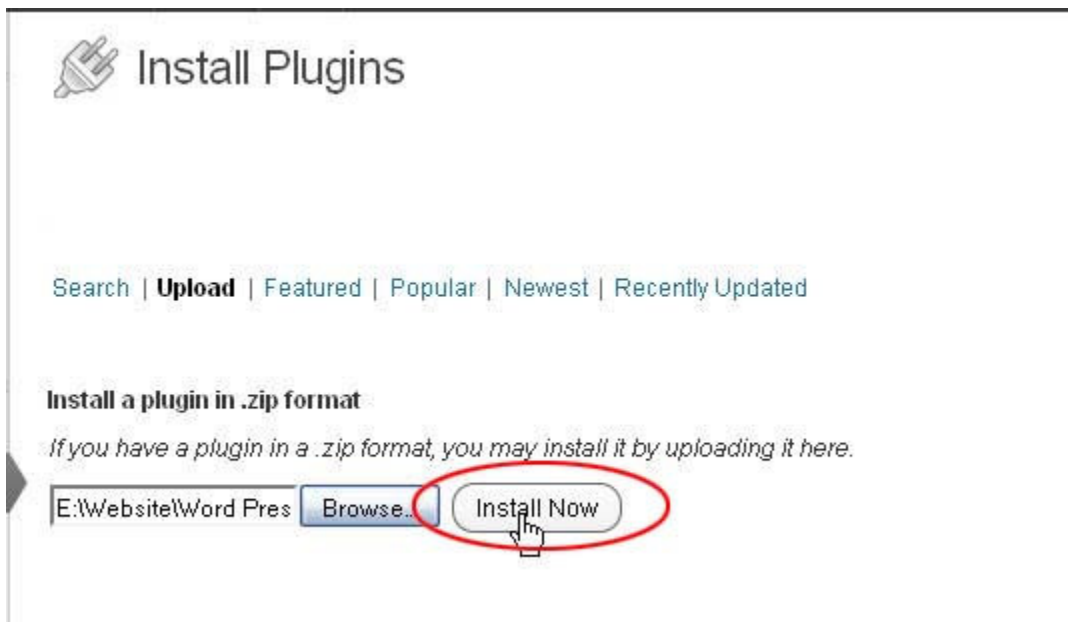 Install Plugins
Search | Upload | Featured | Popular | Newest | Recently Updated
Install a plugin in .zip format
If you have a plugin in a .zip format, you may install it by uploading it here.
E:\Website\Word Pres Browse... Install Now